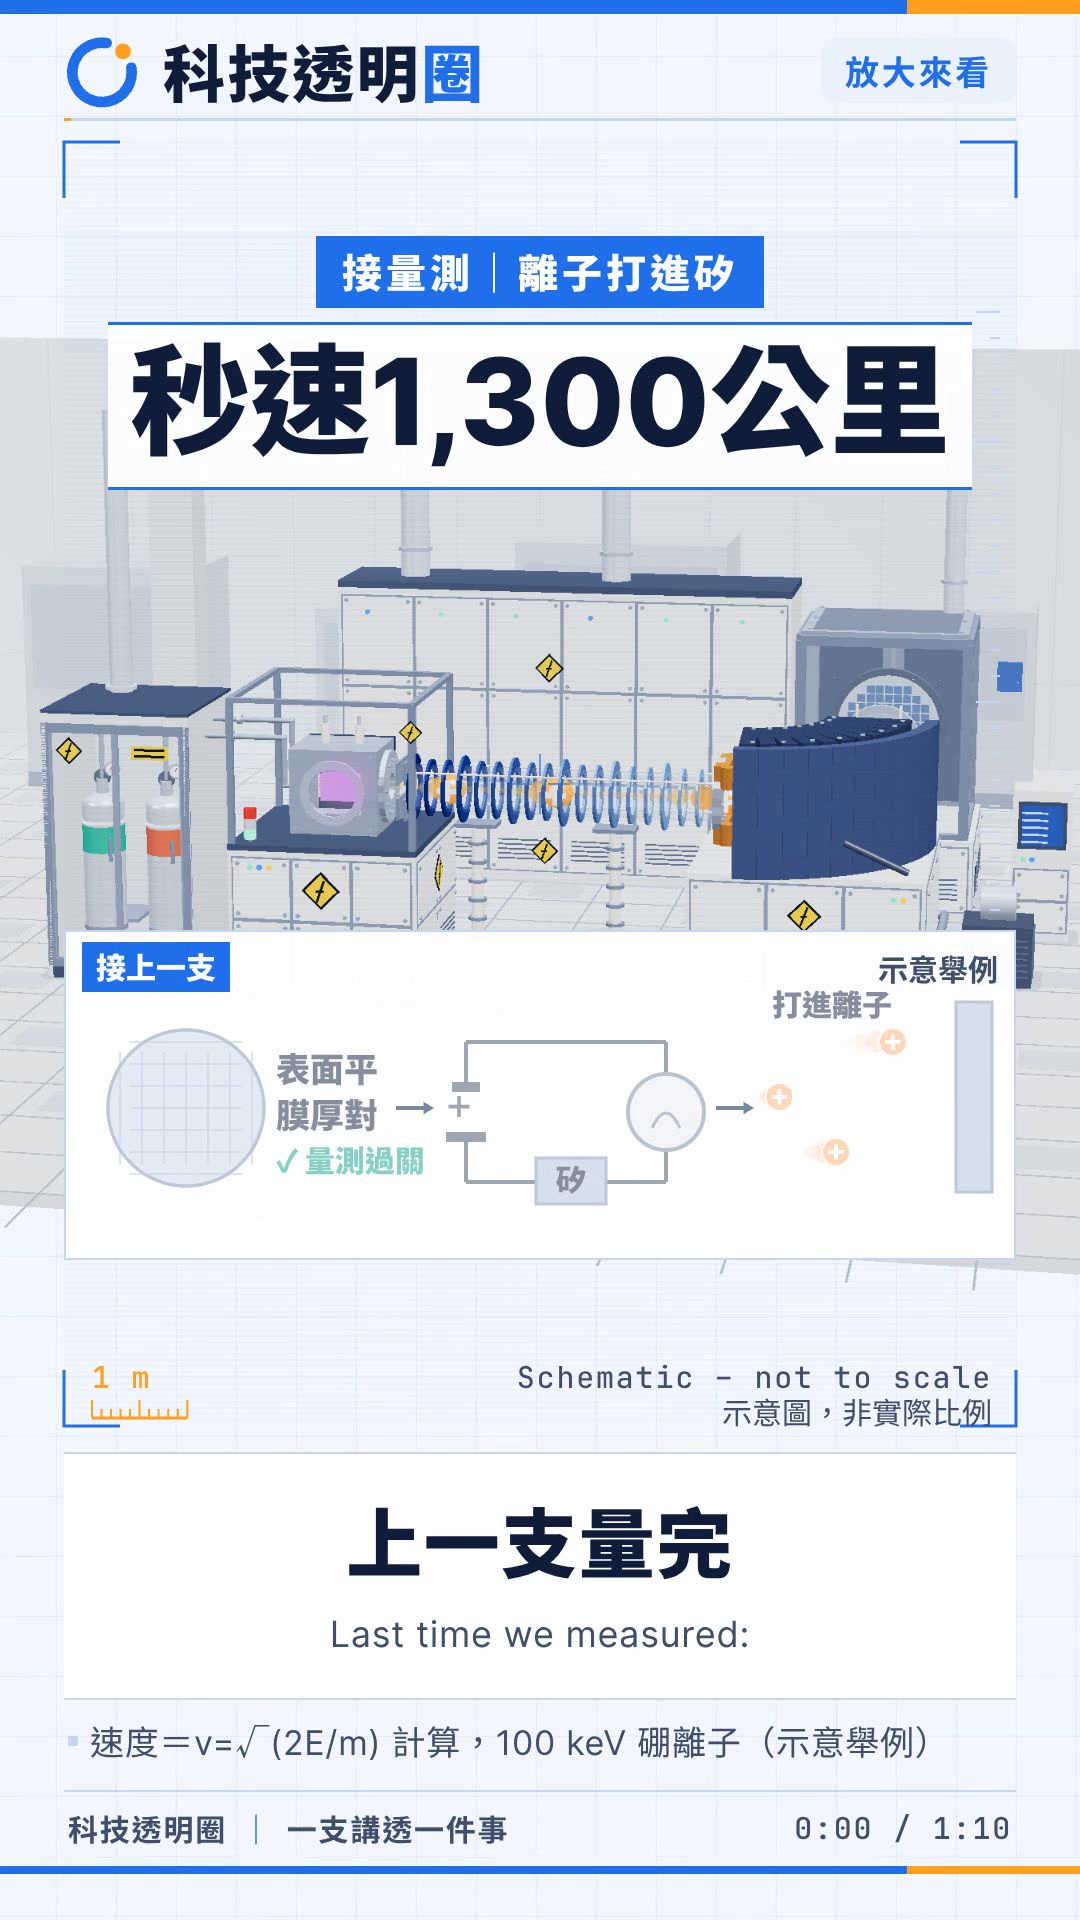 科技透明圈
放大來看
接量測｜離子打進矽
秒速1,300公里
接上一支
示意舉例
打進離子
表面平
膜厚對
✓ 量測過關
矽
1 m
Schematic – not to scale
示意圖，非實際比例
上一支量完
Last time we measured:
速度＝v=√(2E/m) 計算，100 keV 硼離子（示意舉例）
科技透明圈｜一支講透一件事
0:00 / 1:10